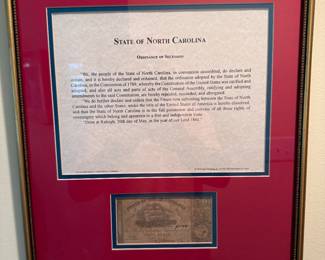 STATE OF NORTH CAROLINA
ORDINANCE OF SECESSION
"We, the people of the State of North Carolina, in convention assembled, do declare and
ordain, and it is hereby declared and ordained, that the ordinance adopted by the State of North
Carolina, in the Convention of 1789, whereby the Constitution of the United States was ratified and
adopted, and also all acts and parts of acts of the General Assembly, ratifying and adopting
amendments to the said Constitution, are hereby repealed, rescinded, and abrogated.
"We do further declare and ordain that the Union now subsisting between the State of North
Carolina and the other States, under the title of the United States of America is hereby dissolved,
and that the State of North Carolina is in the full possession and exercise of all those rights of
sovereignty which belong and appertain to a free and independent State.
"Done at Raleigh, 20th day of May, in the year of our Lord 1861."